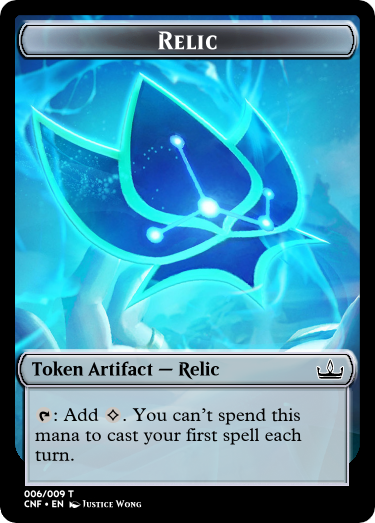 RELIC
Token Artifact — Relic
: Add . You can't spend this
mana to cast your first spell each
turn.
006/009 T
CNF • EN JUSTICE WONG